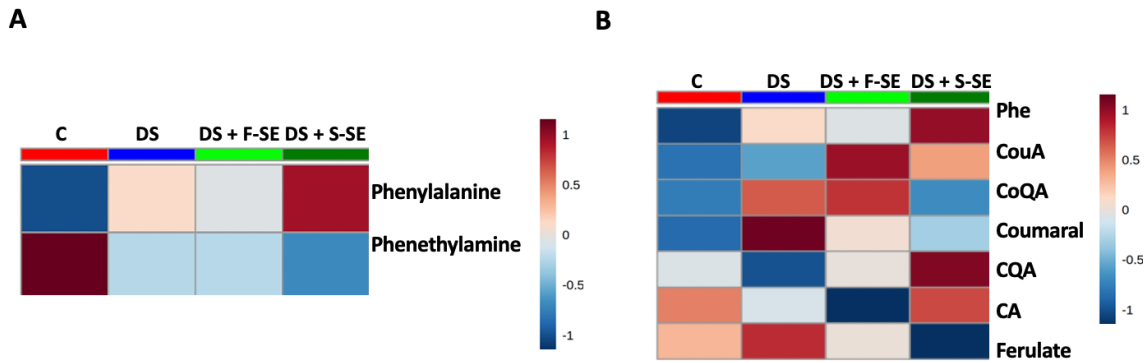 A
C DS DS + F-SE DS + S-SE
Phenylalanine
Phenethylamine
1
0.5
0
-0.5
-1
B
C DS DS + F-SE DS + S-SE
Phe
CouA
CoQA
Coumaral
CQA
CA
Ferulate
1
0.5
0
-0.5
-1